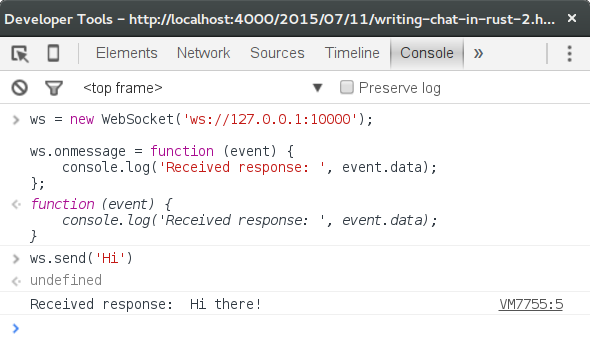 Developer Tools - http://localhost:4000/2015/07/11/writing-chat-in-rust-2.h...
Elements Network Sources Timeline Console »
<top frame> Preserve log
ws = new WebSocket('ws://127.0.0.1:10000');
ws.onmessage = function (event) {
    console.log('Received response: ', event.data);
};
function (event) {
    console.log('Received response: ', event.data);
}
ws.send('Hi')
undefined
Received response:  Hi there! VM7755:5